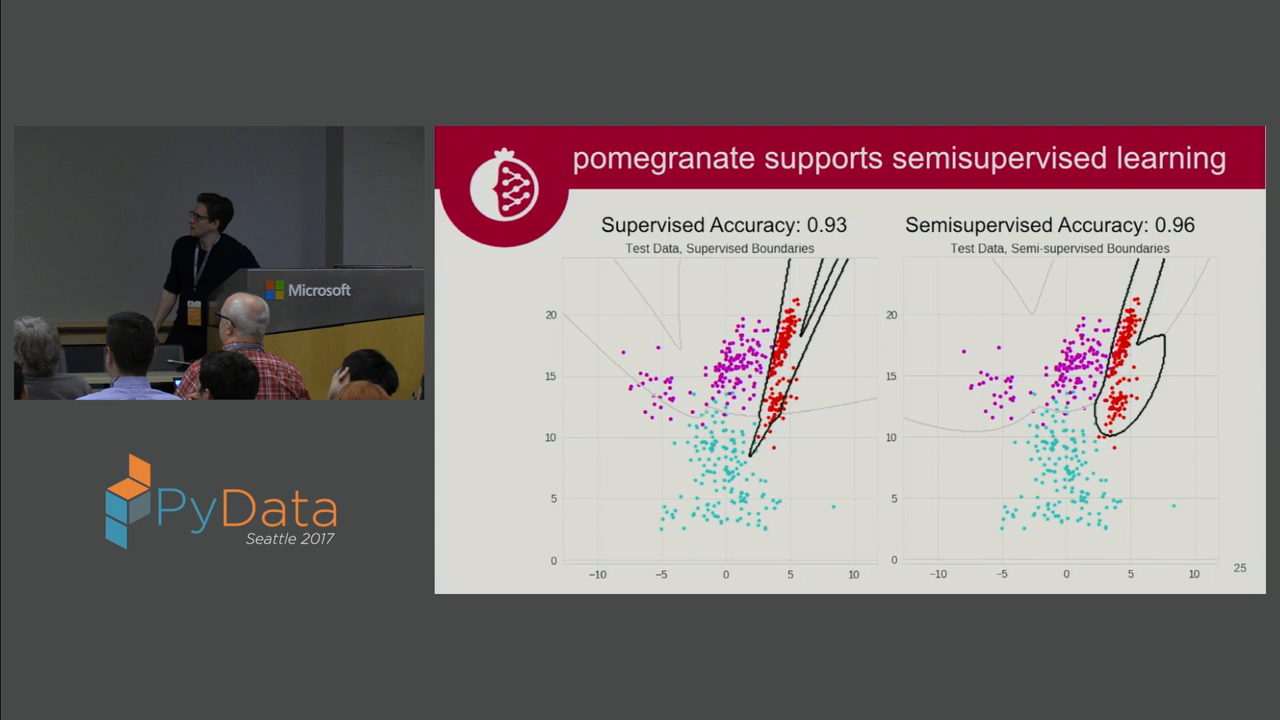 pomegranate supports semisupervised learning
Supervised Accuracy: 0.93
Test Data, Supervised Boundaries
20
15
10
5
0
−10
−5
0
5
10
Semisupervised Accuracy: 0.96
Test Data, Semi-supervised Boundaries
20
15
10
5
0
−10
−5
0
5
10
25
Microsoft
PyData
Seattle 2017